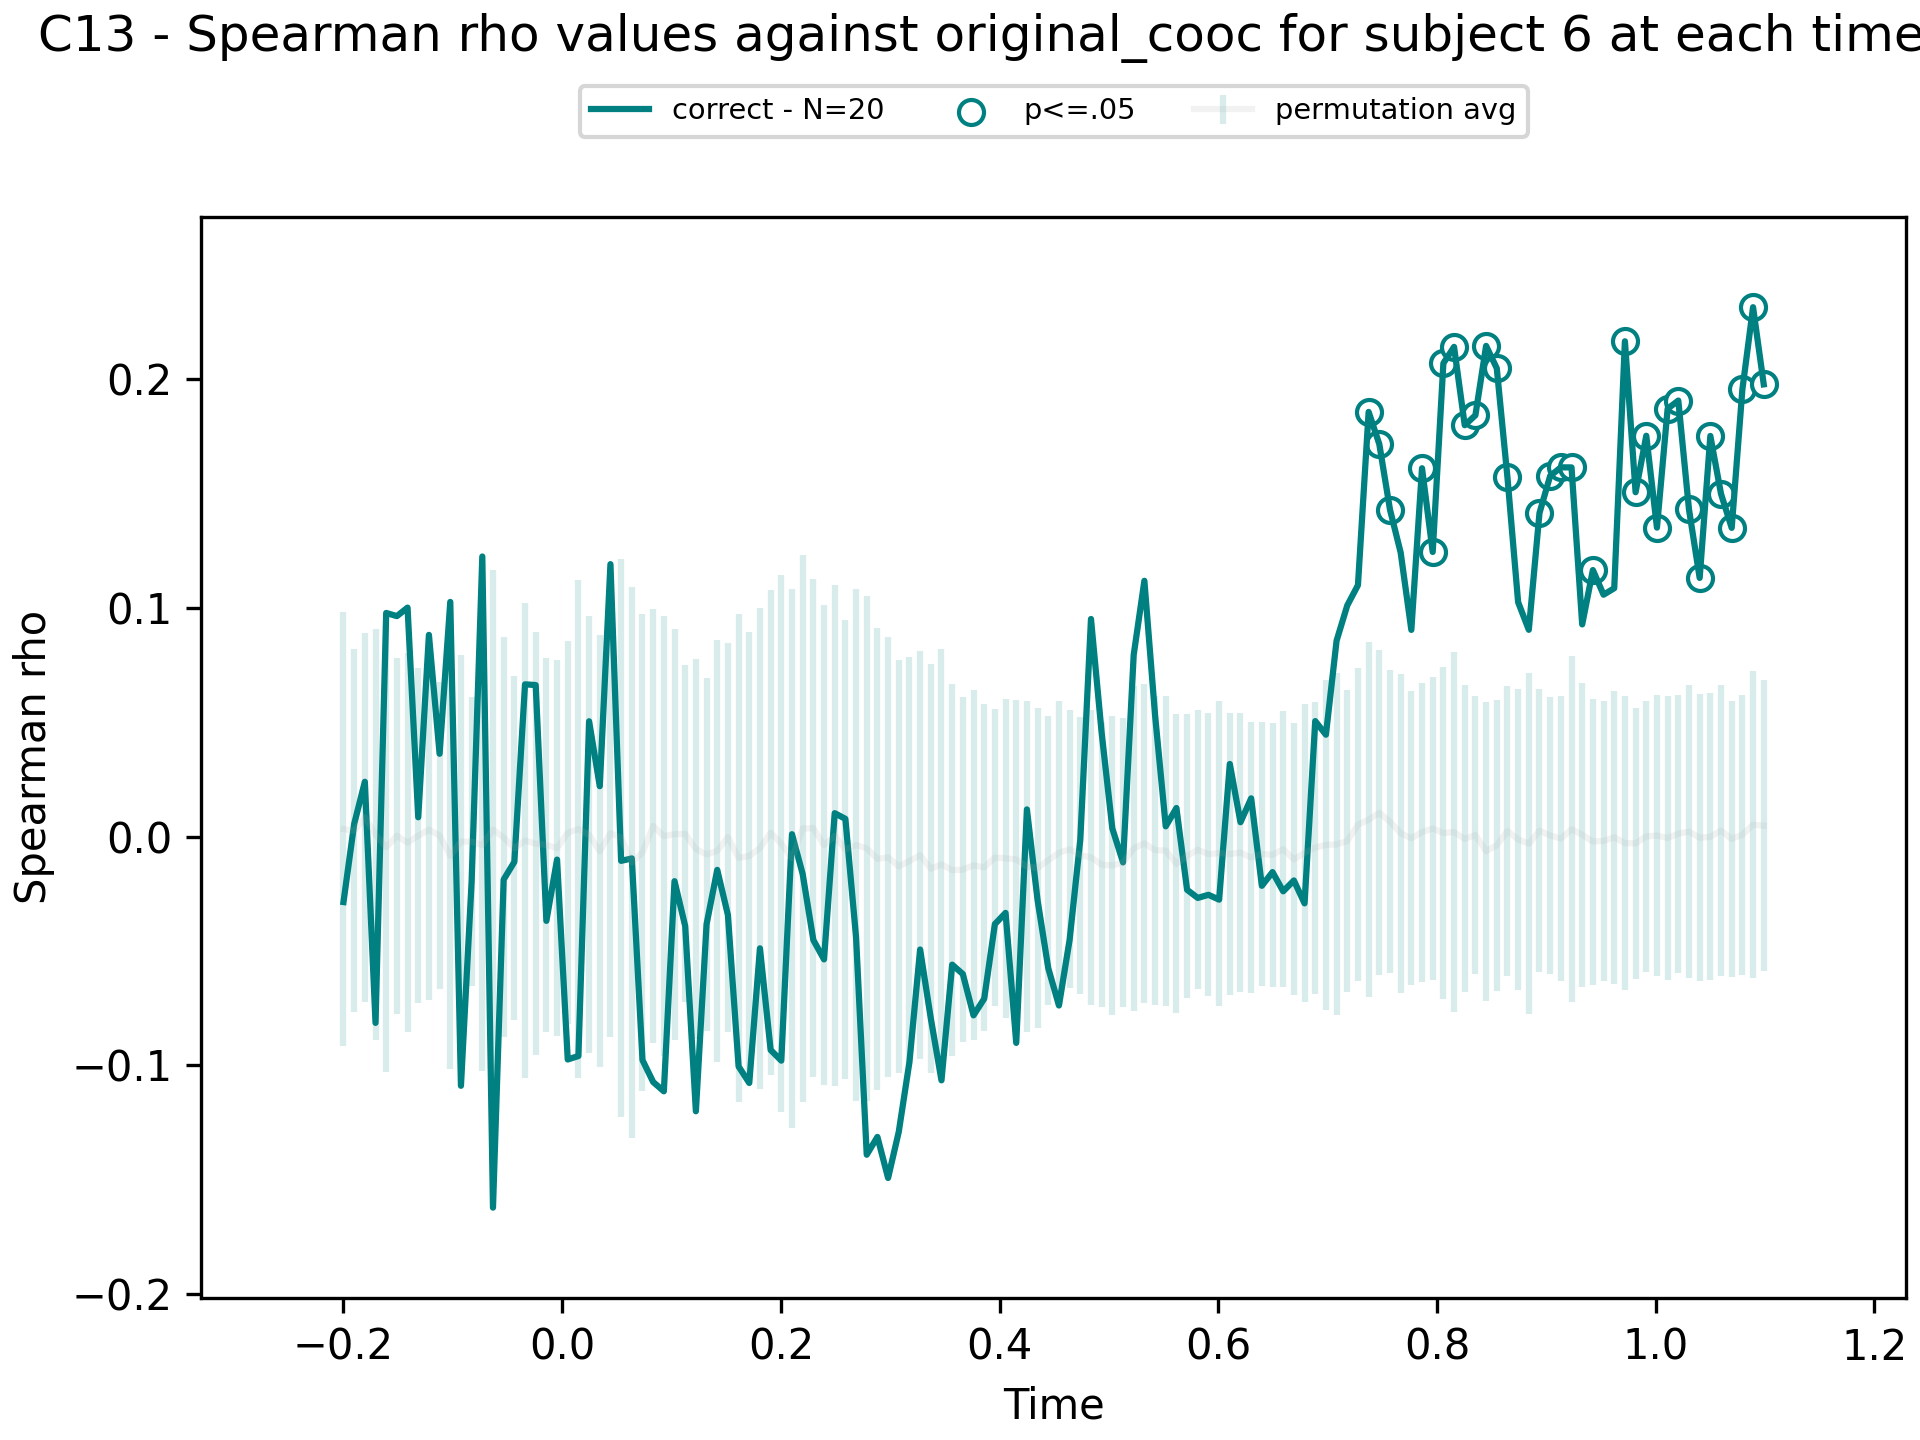 C13 - Spearman rho values against original_cooc for subject 6 at each time
correct - N=20 p<=.05 permutation avg
Spearman rho
0.2
0.1
0.0
−0.1
−0.2
−0.2 0.0 0.2 0.4 0.6 0.8 1.0 1.2
Time